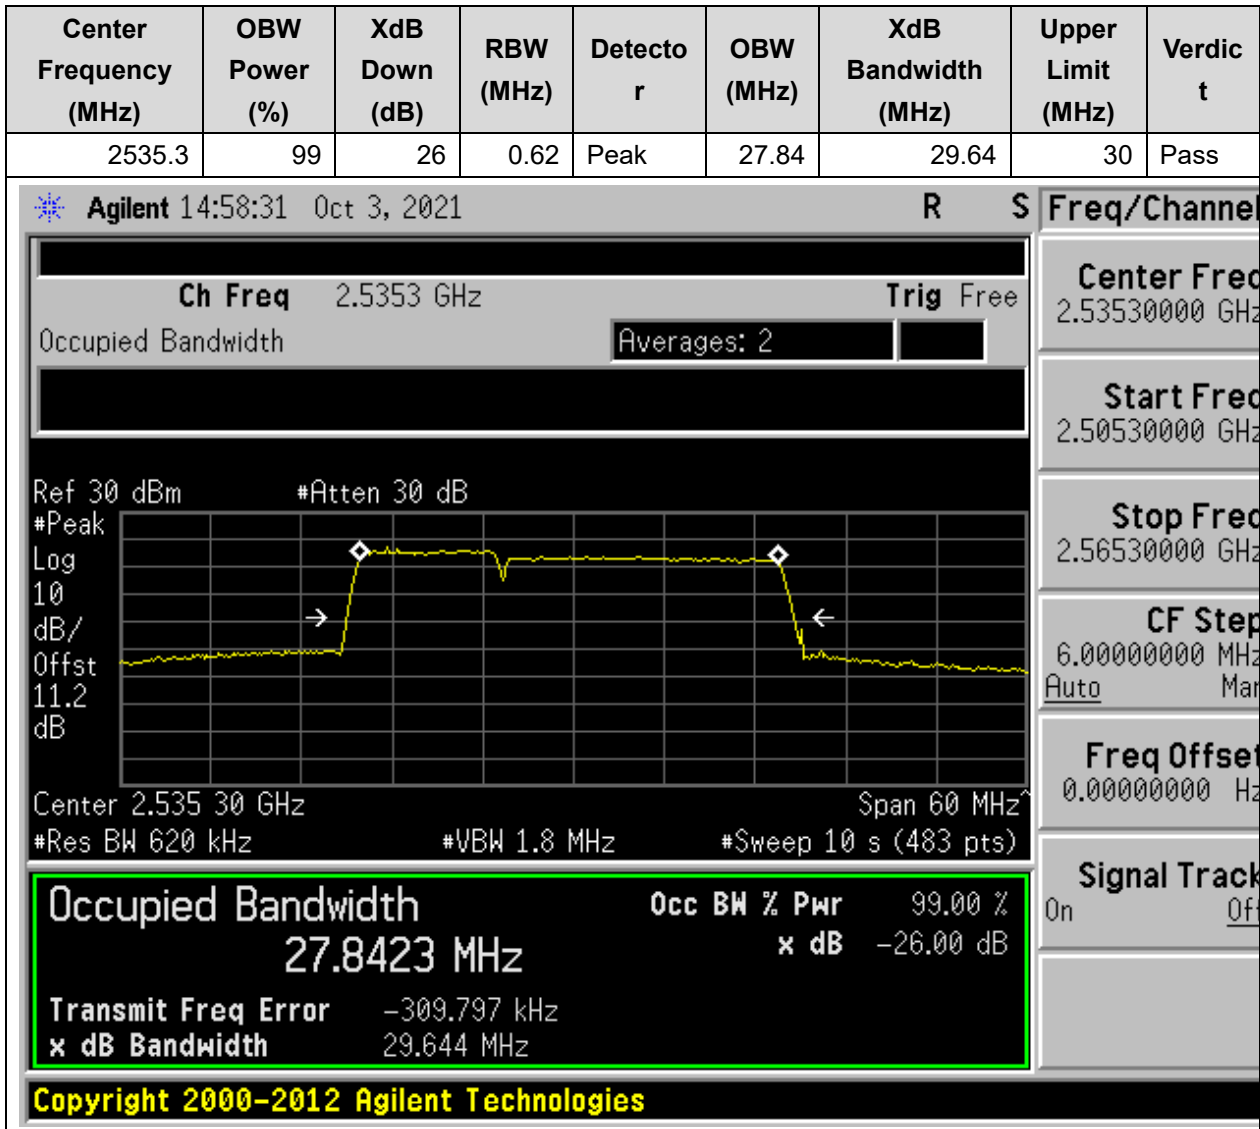 Center Frequency (MHz) OBW Power (%) XdB Down (dB) RBW (MHz) Detecto r OBW (MHz) XdB Bandwidth (MHz) Upper Limit (MHz) Verdic t
2535.3 99 26 0.62 Peak 27.84 29.64 30 Pass
Agilent 14:58:31 Oct 3, 2021 R S Freq/Channel
Ch Freq 2.5353 GHz Trig Free
Occupied Bandwidth Averages: 2
Center Freq
2.53530000 GHz
Start Freq
2.50530000 GHz
Stop Freq
2.56530000 GHz
CF Step
6.00000000 MHz
Auto Man
Freq Offset
0.00000000 Hz
Signal Track
On Off
Ref 30 dBm #Atten 30 dB
#Peak
Log
10
dB/
Offst
11.2
dB
Center 2.535 30 GHz Span 60 MHz^
#Res BW 620 kHz #VBW 1.8 MHz #Sweep 10 s (483 pts)
Occupied Bandwidth Occ BW % Pwr 99.00 %
27.8423 MHz x dB -26.00 dB
Transmit Freq Error -309.797 kHz
x dB Bandwidth 29.644 MHz
Copyright 2000-2012 Agilent Technologies